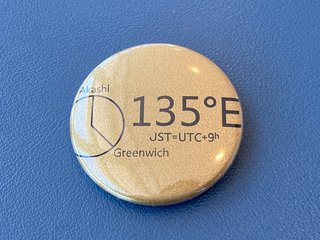 Akashi
135°E
JST=UTC+9ʰ
Greenwich